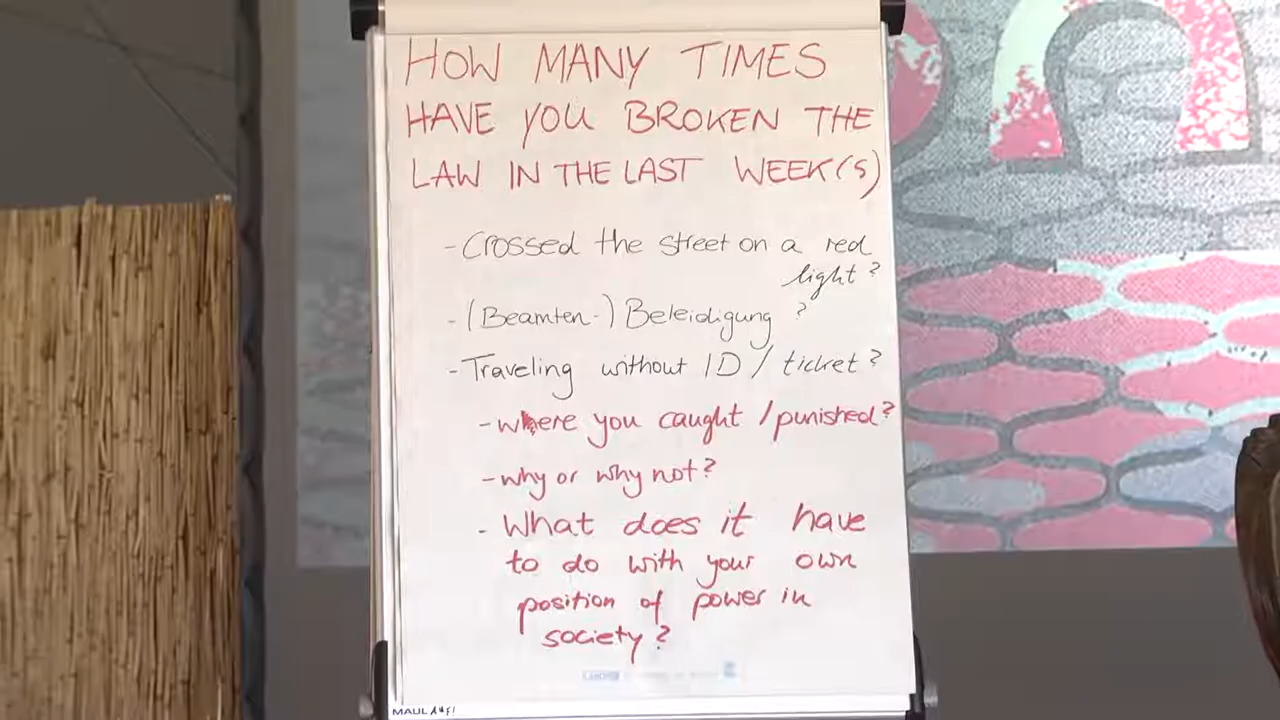 HOW MANY TIMES
HAVE YOU BROKEN THE
LAW IN THE LAST WEEK(S)
- Crossed the street on a red
light?
- (Beamten-) Beleidigung ?
- Traveling without ID / ticket?
- where you caught / punished?
- why or why not?
- What does it have
to do with your own
position of power in
society?
MAUL AUF!